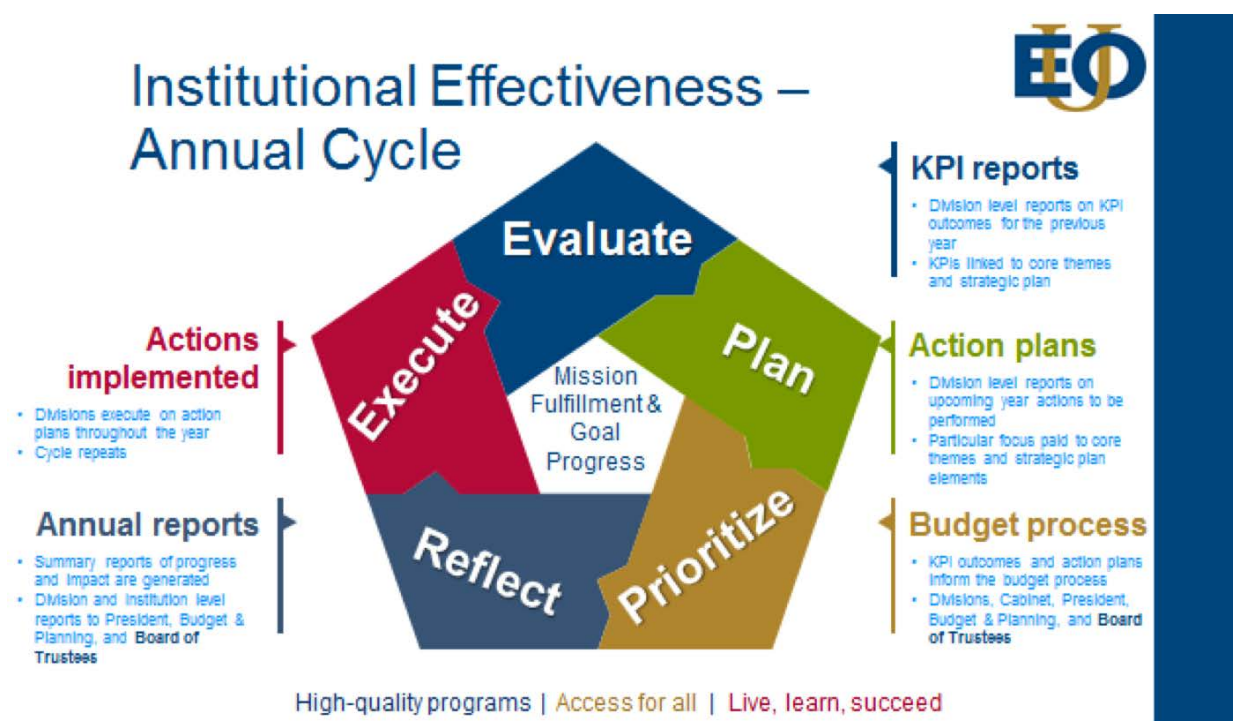 Institutional Effectiveness –
Annual Cycle
EOU
Evaluate
Plan
Prioritize
Reflect
Execute
Mission
Fulfillment &
Goal
Progress
KPI reports
• Division level reports on KPI
outcomes for the previous
year
• KPIs linked to core themes
and strategic plan
Action plans
• Division level reports on
upcoming year actions to be
performed
• Particular focus paid to core
themes and strategic plan
elements
Budget process
• KPI outcomes and action plans
inform the budget process
• Divisions, Cabinet, President,
Budget & Planning, and Board
of Trustees
Annual reports
• Summary reports of progress
and impact are generated
• Division and institution level
reports to President, Budget &
Planning, and Board of
Trustees
Actions
implemented
• Divisions execute on action
plans throughout the year
• Cycle repeats
High-quality programs | Access for all | Live, learn, succeed